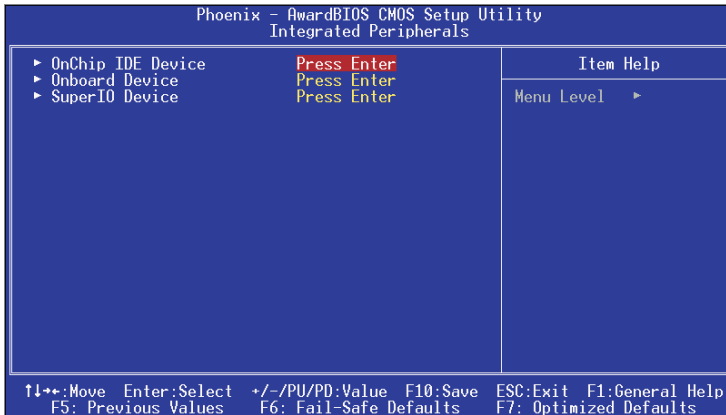 Phoenix - AwardBIOS CMOS Setup Utility
Integrated Peripherals
► OnChip IDE Device Press Enter
► Onboard Device Press Enter
► SuperIO Device Press Enter
Item Help
Menu Level ►
↑↓→←:Move Enter:Select +/-/PU/PD:Value F10:Save ESC:Exit F1:General Help
F5: Previous Values F6: Fail-Safe Defaults F7: Optimized Defaults